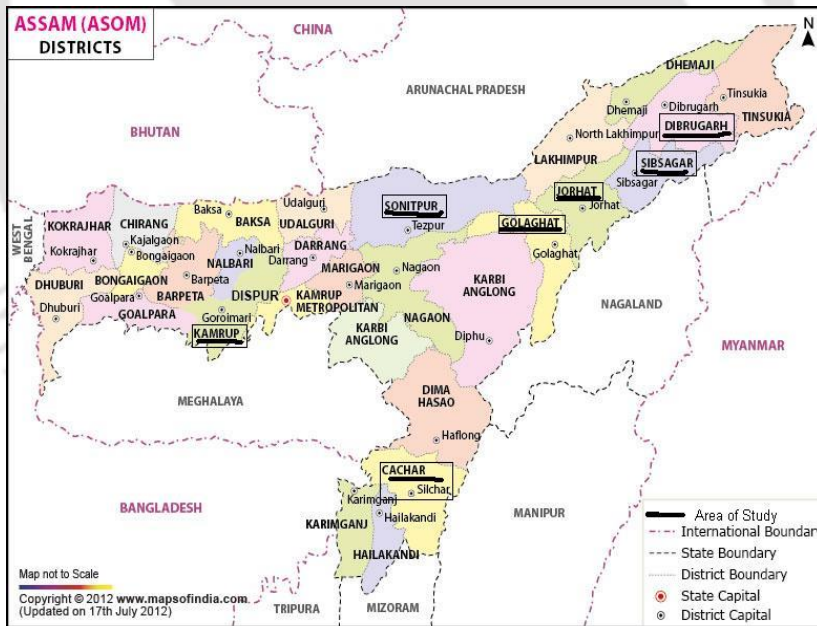 ASSAM (ASOM)
DISTRICTS
CHINA
N
ARUNACHAL PRADESH
BHUTAN
DHEMAJI
Dhemaji
Dibrugarh
Tinsukia
TINSUKIA
DIBRUGARH
North Lakhimpur
LAKHIMPUR
SIBSAGAR
Sibsagar
JORHAT
Jorhat
SONITPUR
Tezpur
GOLAGHAT
Golaghat
WEST
BENGAL
KOKRAJHAR
Kokrajhar
CHIRANG
Kajalgaon
Bongaigaon
Baksa
BAKSA
Udalguri
UDALGURI
NALBARI
Nalbari
DARRANG
Darrang
DHUBURI
Dhuburi
BONGAIGAON
Goalpara
GOALPARA
Barpeta
BARPETA
DISPUR
Goroimari
KAMRUP
KAMRUP
METROPOLITAN
MARIGAON
Marigaon
Nagaon
NAGAON
KARBI
ANGLONG
KARBI
ANGLONG
Diphu
NAGALAND
MYANMAR
MEGHALAYA
DIMA
HASAO
Haflong
CACHAR
Silchar
Karimganj
KARIMGANJ
Hailakandi
HAILAKANDI
BANGLADESH
MANIPUR
TRIPURA
MIZORAM
Map not to Scale
Copyright © 2012 www.mapsofindia.com
(Updated on 17th July 2012)
Area of Study
International Boundary
State Boundary
District Boundary
State Capital
District Capital